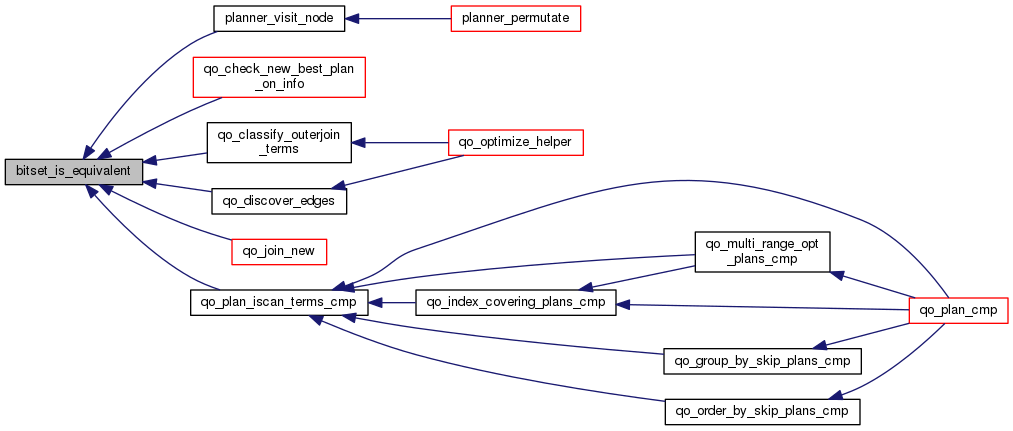 planner_visit_node
planner_permutate
qo_check_new_best_plan
_on_info
qo_classify_outerjoin
_terms
qo_optimize_helper
bitset_is_equivalent
qo_discover_edges
qo_join_new
qo_multi_range_opt
_plans_cmp
qo_plan_iscan_terms_cmp
qo_index_covering_plans_cmp
qo_plan_cmp
qo_group_by_skip_plans_cmp
qo_order_by_skip_plans_cmp